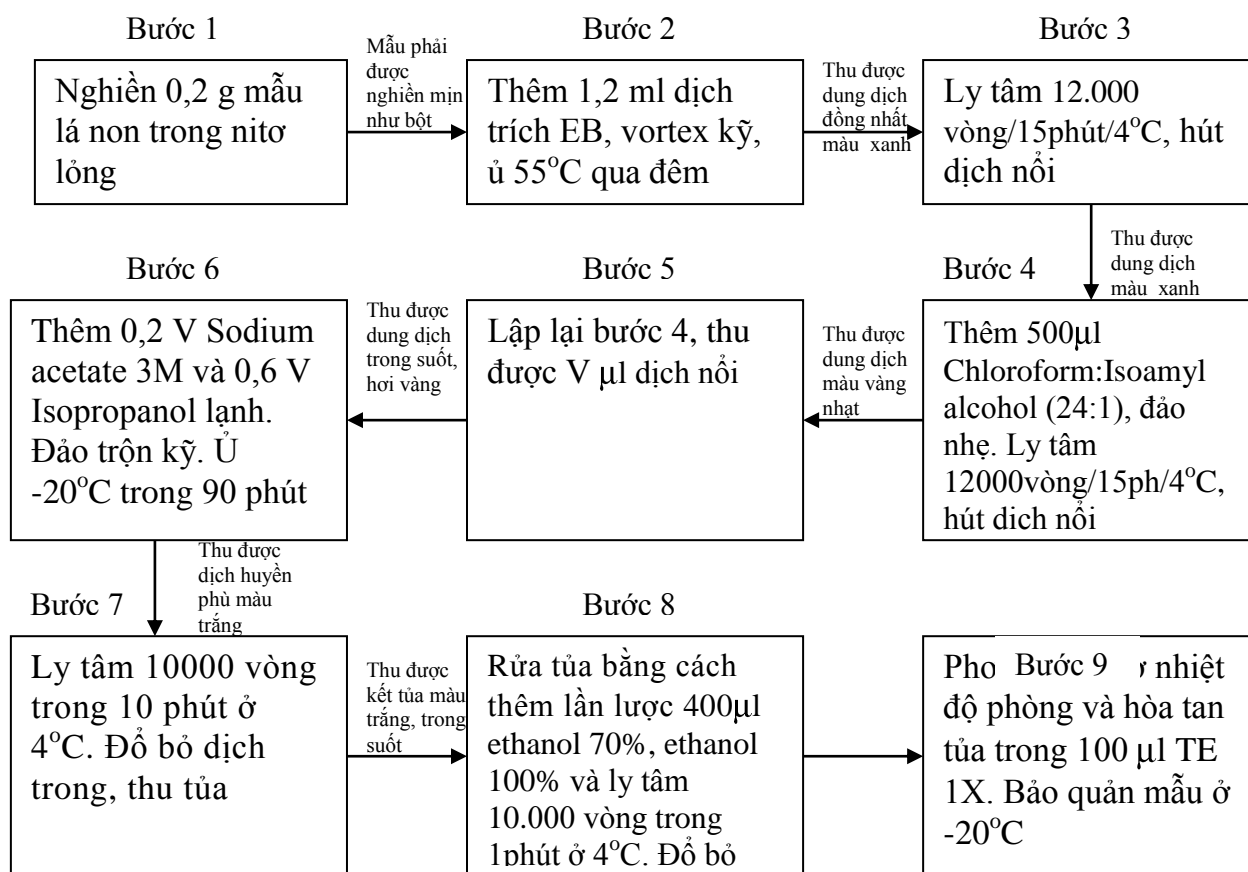 Bước 1
Nghiền 0,2 g mẫu
lá non trong nitơ
lỏng
Mẫu phải
được
nghiền mịn
như bột
Bước 2
Thêm 1,2 ml dịch
trích EB, vortex kỹ,
ủ 55°C qua đêm
Thu được
dung dịch
đồng nhất
màu xanh
Bước 3
Ly tâm 12.000
vòng/15phút/4°C, hút
dịch nổi
Thu được
dung dịch
màu xanh
Bước 4
Thêm 500μl
Chloroform:Isoamyl
alcohol (24:1), đảo
nhẹ. Ly tâm
12000vòng/15ph/4°C,
hút dich nổi
Thu được
dung dịch
màu vàng
nhạt
Bước 5
Lập lại bước 4, thu
được V μl dịch nổi
Thu được
dung dịch
trong suốt,
hơi vàng
Bước 6
Thêm 0,2 V Sodium
acetate 3M và 0,6 V
Isopropanol lạnh.
Đảo trộn kỹ. Ủ
-20°C trong 90 phút
Thu được
dịch huyền
phù màu
trắng
Bước 7
Ly tâm 10000 vòng
trong 10 phút ở
4°C. Đổ bỏ dịch
trong, thu tủa
Thu được
kết tủa màu
trắng, trong
suốt
Bước 8
Rửa tủa bằng cách
thêm lần lược 400μl
ethanol 70%, ethanol
100% và ly tâm
10.000 vòng trong
1phút ở 4°C. Đổ bỏ
Bước 9
Pho nhiệt
độ phòng và hòa tan
tủa trong 100 μl TE
1X. Bảo quản mẫu ở
-20°C